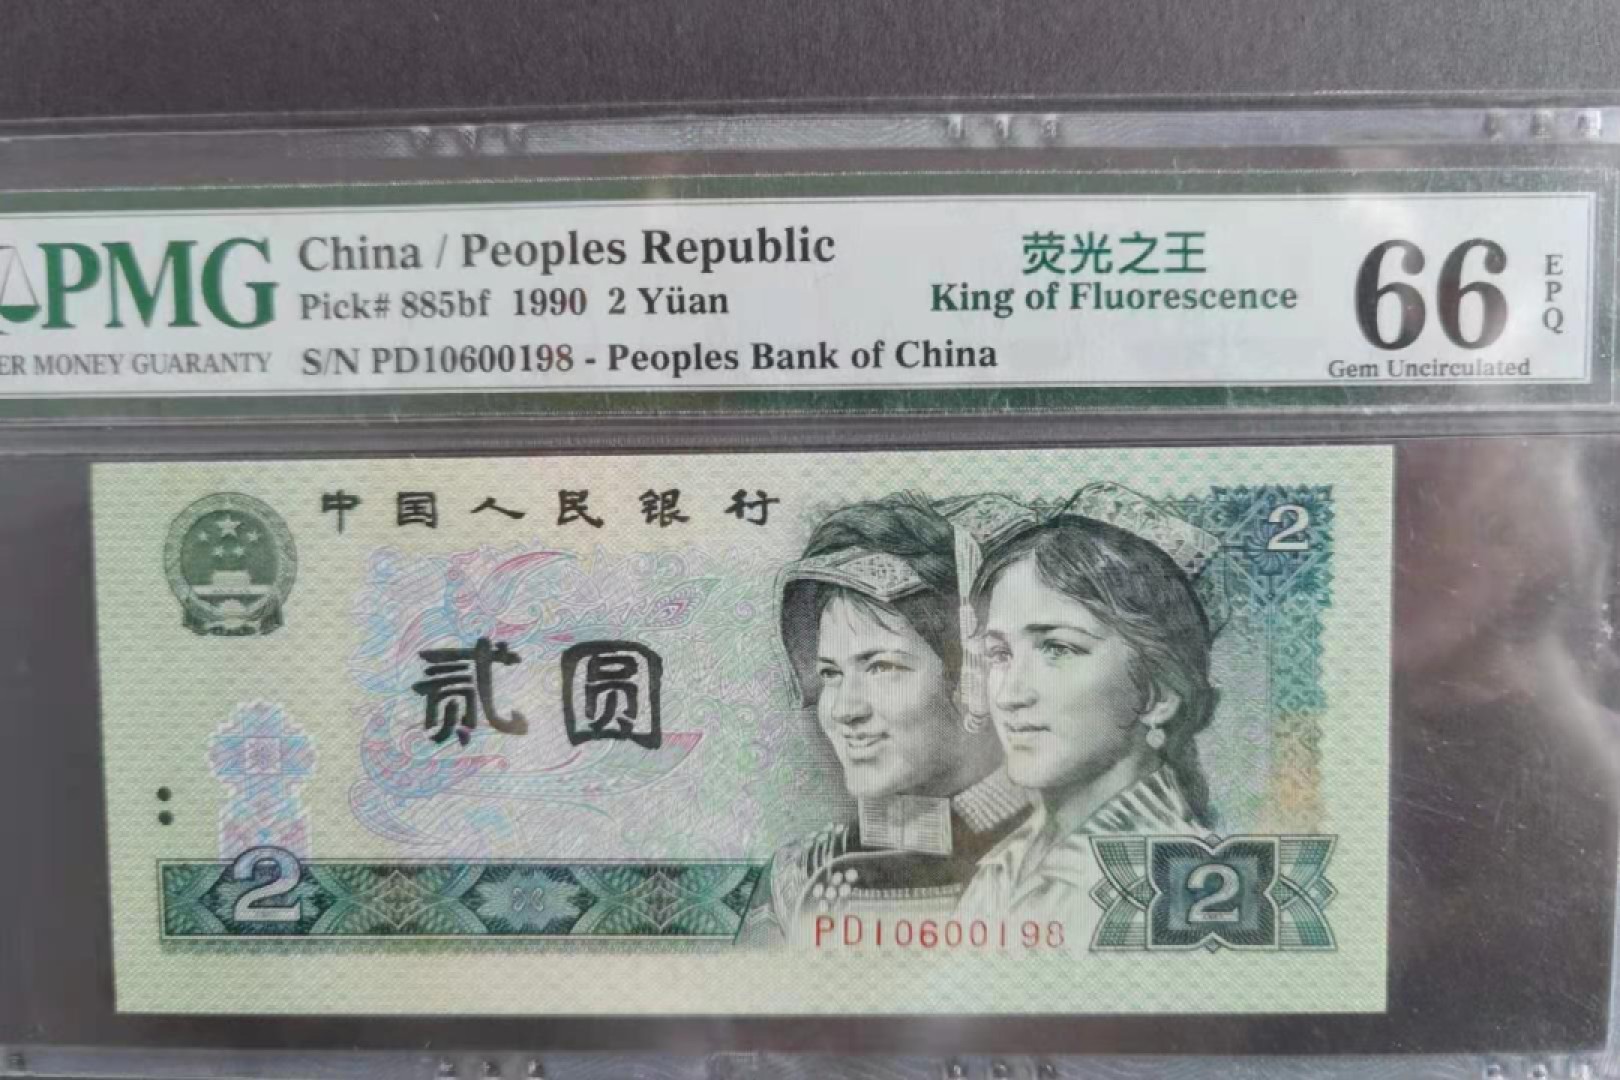 PMG
ER MONEY GUARANTY
China / Peoples Republic
Pick# 885bf 1990 2 Yüan
S/N PD10600198 - Peoples Bank of China
荧光之王
King of Fluorescence
66
EPQ
Gem Uncirculated
中国人民银行
2
贰圆
2
PD10600198
2